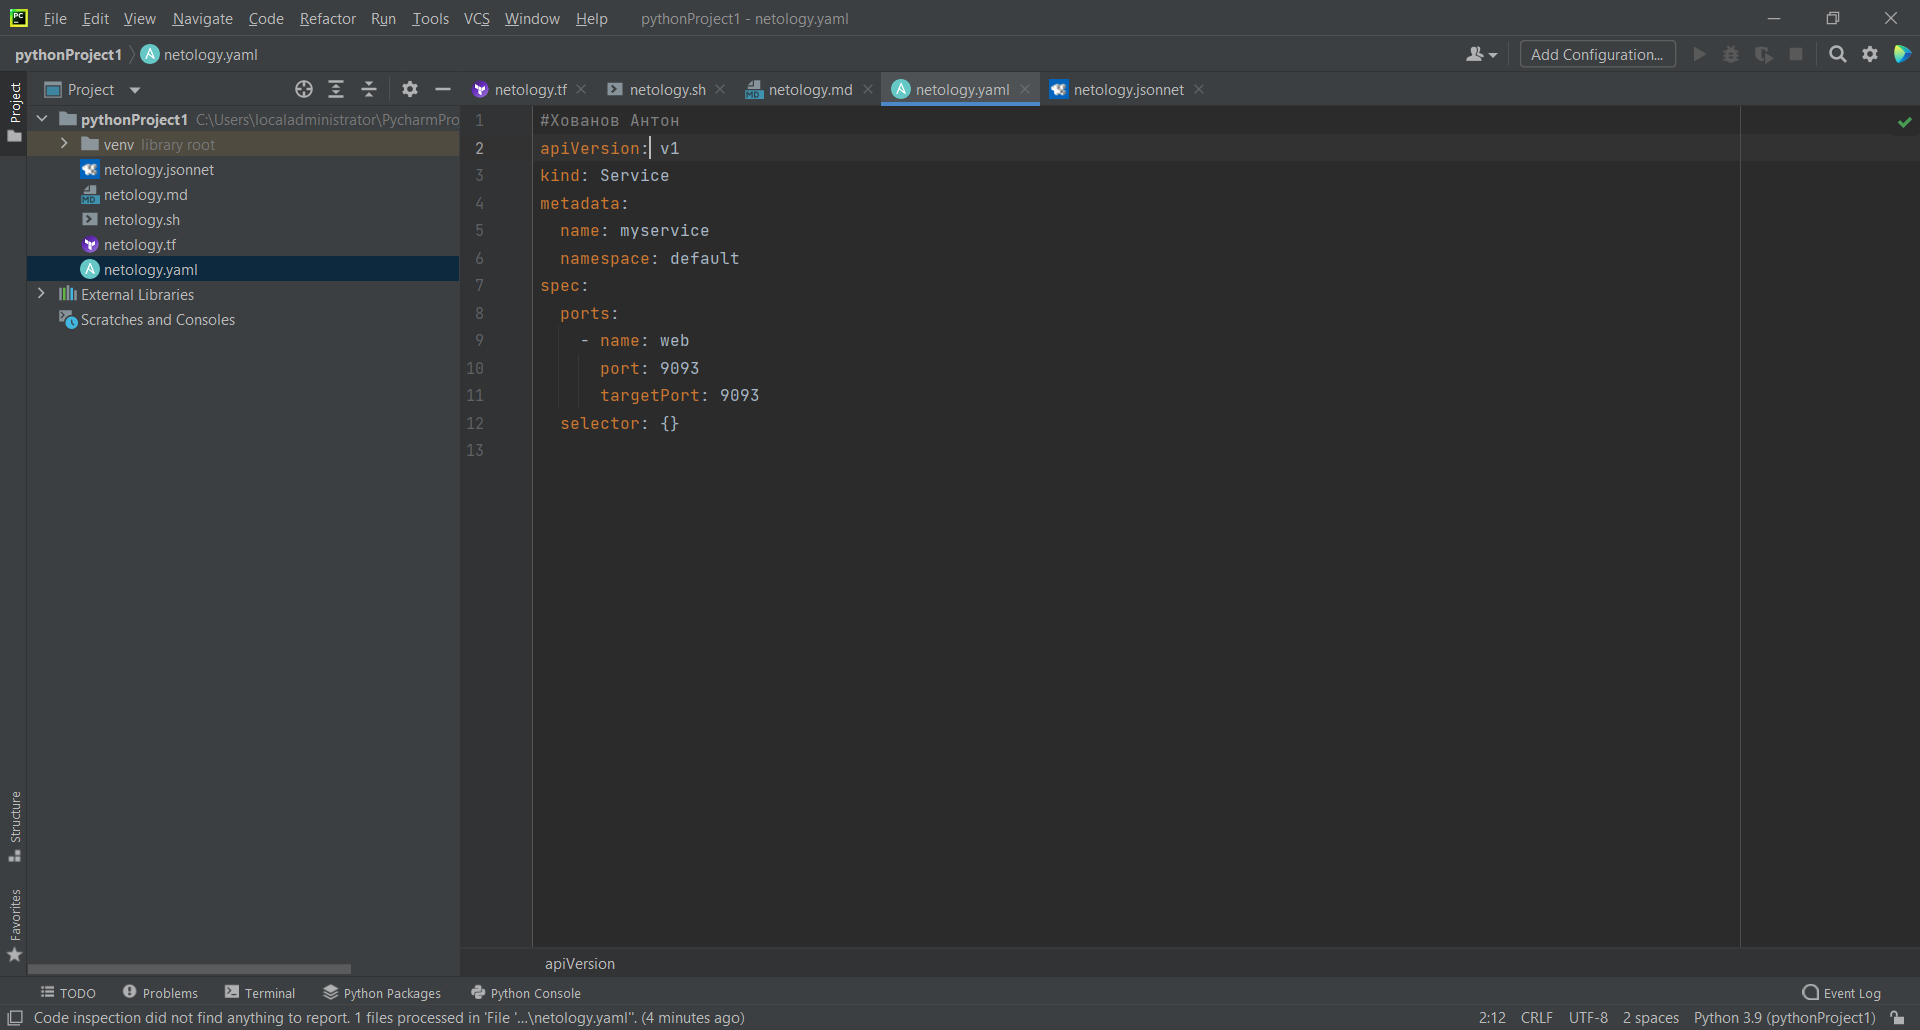 File Edit View Navigate Code Refactor Run Tools VCS Window Help pythonProject1 - netology.yaml
pythonProject1 netology.yaml Add Configuration...
Project netology.tf netology.sh netology.md netology.yaml netology.jsonnet
Project
pythonProject1 C:\Users\localadministrator\PycharmPro
venv library root
netology.jsonnet
netology.md
netology.sh
netology.tf
netology.yaml
External Libraries
Scratches and Consoles
1 #Хованов Антон
2 apiVersion: v1
3 kind: Service
4 metadata:
5   name: myservice
6   namespace: default
7 spec:
8   ports:
9     - name: web
10       port: 9093
11       targetPort: 9093
12   selector: {}
13
Structure
Favorites
apiVersion
TODO Problems Terminal Python Packages Python Console Event Log
Code inspection did not find anything to report. 1 files processed in 'File '...\netology.yaml''. (4 minutes ago) 2:12 CRLF UTF-8 2 spaces Python 3.9 (pythonProject1)